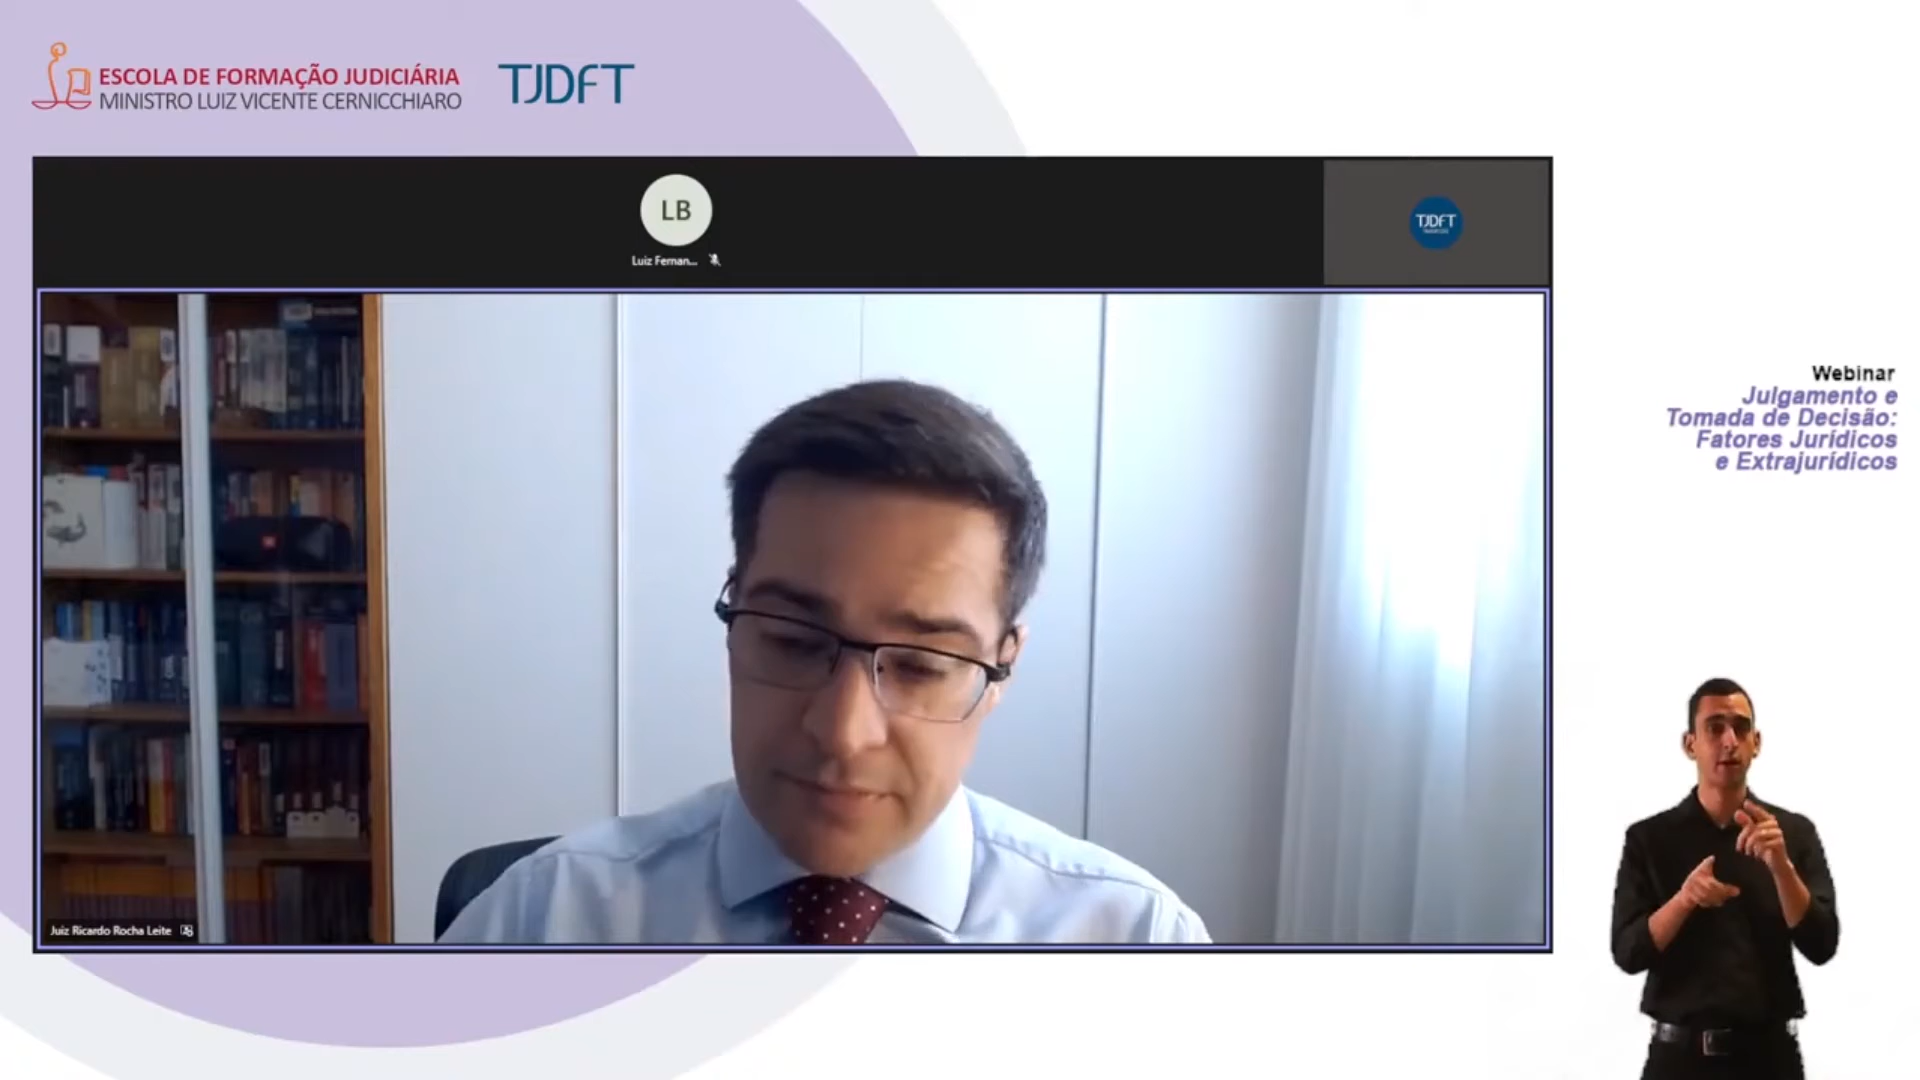 ESCOLA DE FORMAÇÃO JUDICIÁRIA
MINISTRO LUIZ VICENTE CERNICCHIARO
TJDFT
LB
Luiz Fernan...
TJDFT
Webinar
Julgamento e
Tomada de Decisão:
Fatores Jurídicos
e Extrajurídicos
JBL
Juiz Ricardo Rocha Leite